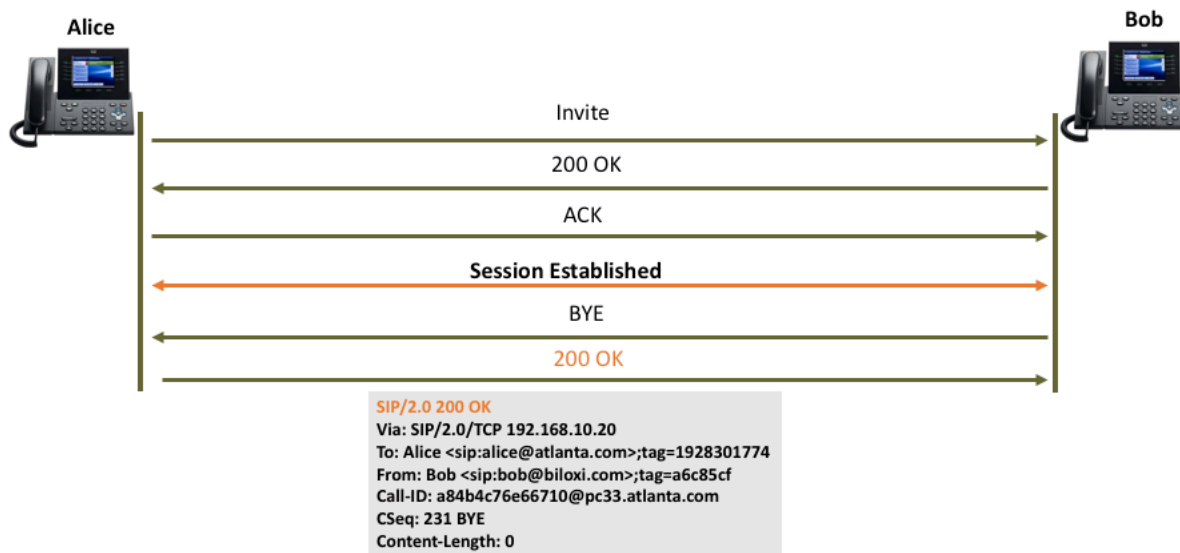 Alice
Bob
Invite
200 OK
ACK
Session Established
BYE
200 OK
SIP/2.0 200 OK
Via: SIP/2.0/TCP 192.168.10.20
To: Alice <sip:alice@atlanta.com>;tag=1928301774
From: Bob <sip:bob@biloxi.com>;tag=a6c85cf
Call-ID: a84b4c76e66710@pc33.atlanta.com
CSeq: 231 BYE
Content-Length: 0